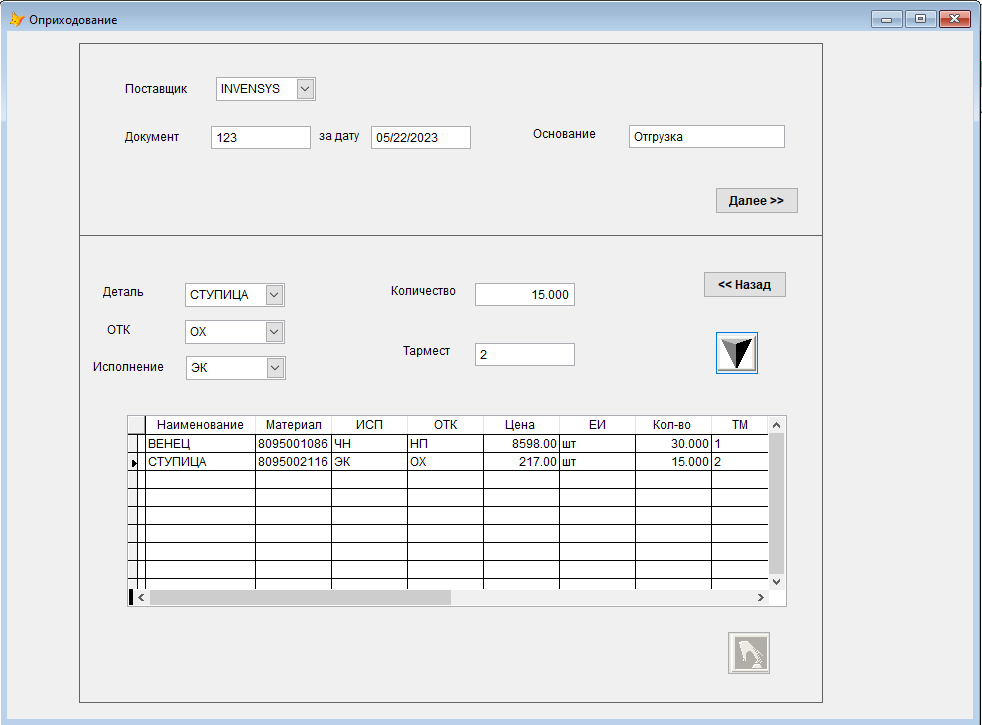 Оприходование
Поставщик INVENSYS
Документ 123 за дату 05/22/2023 Основание Отгрузка
Далее >>
Деталь СТУПИЦА Количество 15.000 << Назад
ОТК ОХ
Тармест 2
Исполнение ЭК
Наименование Материал ИСП ОТК Цена ЕИ Кол-во ТМ
ВЕНЕЦ 8095001086 ЧН НП 8598.00 шт 30.000 1
СТУПИЦА 8095002116 ЭК ОХ 217.00 шт 15.000 2